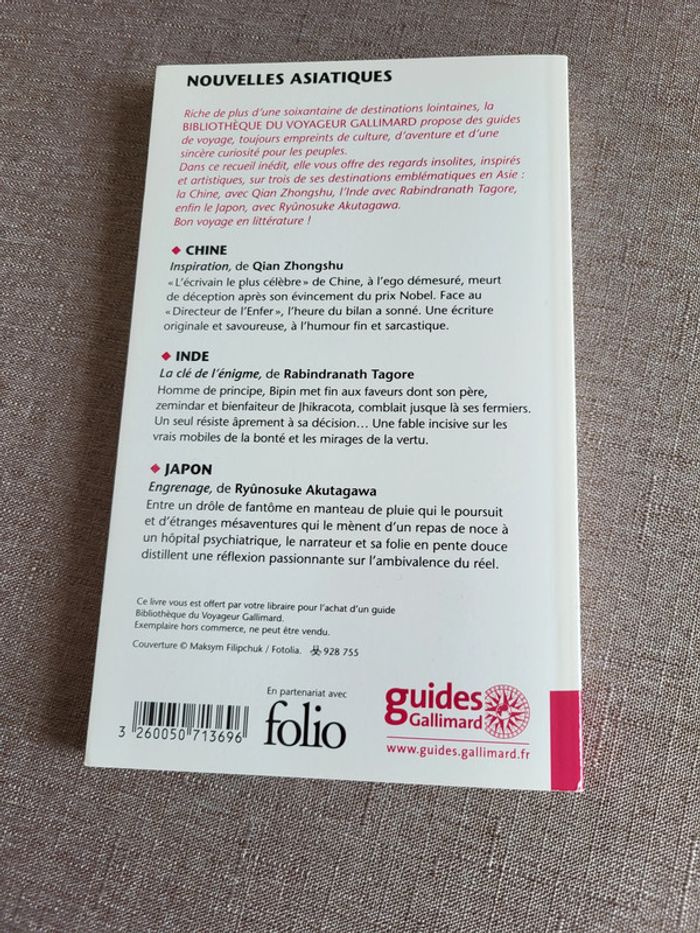 NOUVELLES ASIATIQUES
Riche de plus d'une soixantaine de destinations lointaines, la
BIBLIOTHÈQUE DU VOYAGEUR GALLIMARD propose des guides
de voyage, toujours empreints de culture, d'aventure et d'une
sincère curiosité pour les peuples.
Dans ce recueil inédit, elle vous offre des regards insolites, inspirés
et artistiques, sur trois de ses destinations emblématiques en Asie :
la Chine, avec Qian Zhongshu, l'Inde avec Rabindranath Tagore,
enfin le Japon, avec Ryûnosuke Akutagawa.
Bon voyage en littérature !
◆ CHINE
Inspiration, de Qian Zhongshu
« L'écrivain le plus célèbre » de Chine, à l'ego démesuré, meurt
de déception après son évincement du prix Nobel. Face au
« Directeur de l'Enfer », l'heure du bilan a sonné. Une écriture
originale et savoureuse, à l'humour fin et sarcastique.
◆ INDE
La clé de l'énigme, de Rabindranath Tagore
Homme de principe, Bipin met fin aux faveurs dont son père,
zemindar et bienfaiteur de Jhikracota, comblait jusque là ses fermiers.
Un seul résiste âprement à sa décision... Une fable incisive sur les
vrais mobiles de la bonté et les mirages de la vertu.
◆ JAPON
Engrenage, de Ryûnosuke Akutagawa
Entre un drôle de fantôme en manteau de pluie qui le poursuit
et d'étranges mésaventures qui le mènent d'un repas de noce à
un hôpital psychiatrique, le narrateur et sa folie en pente douce
distillent une réflexion passionnante sur l'ambivalence du réel.
Ce livre vous est offert par votre libraire pour l'achat d'un guide
Bibliothèque du Voyageur Gallimard.
Exemplaire hors commerce, ne peut être vendu.
Couverture © Maksym Filipchuk / Fotolia. 928 755
3 260050 713696
En partenariat avec
folio
guides
Gallimard
www.guides.gallimard.fr